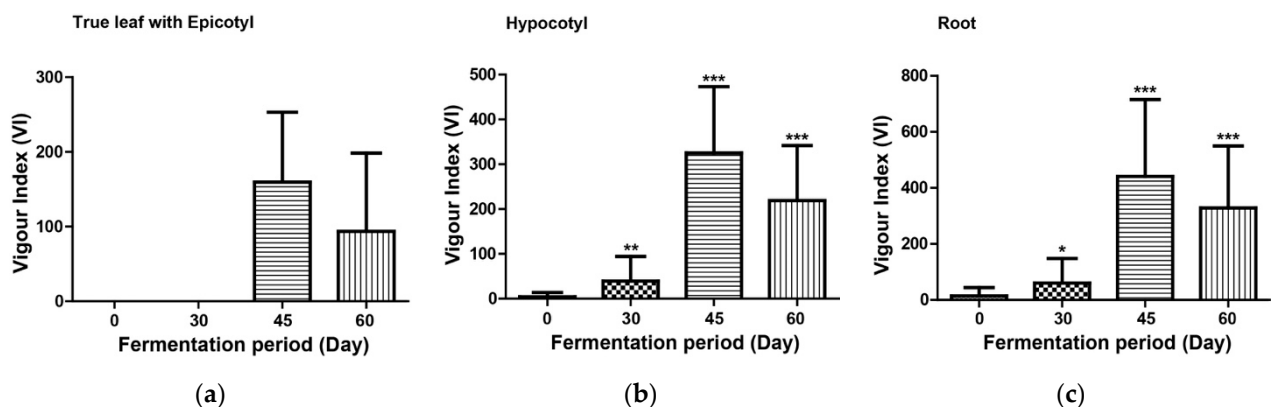 True leaf with Epicotyl
Vigour Index (VI)
300
200
100
0
0 30 45 60
Fermentation period (Day)
(a)
Hypocotyl
Vigour Index (VI)
500
400
300
200
100
0
**
***
***
0 30 45 60
Fermentation period (Day)
(b)
Root
Vigour Index (VI)
800
600
400
200
0
*
***
***
0 30 45 60
Fermentation period (Day)
(c)